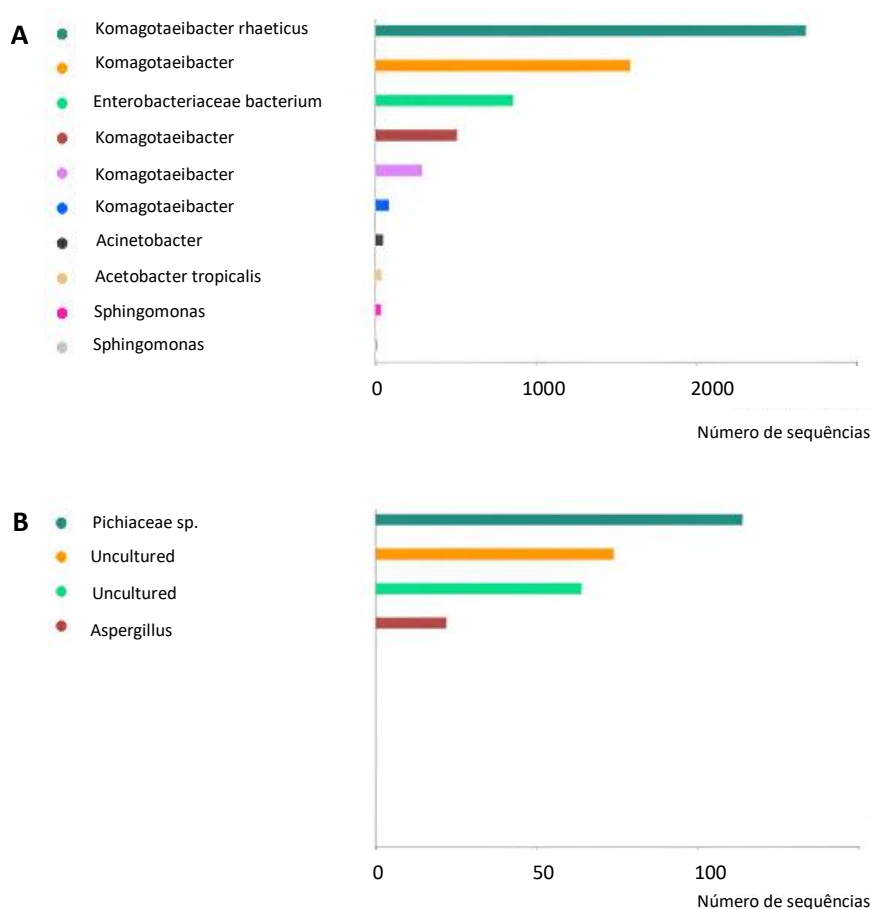 A
Komagotaeibacter rhaeticus
Komagotaeibacter
Enterobacteriaceae bacterium
Komagotaeibacter
Komagotaeibacter
Komagotaeibacter
Acinetobacter
Acetobacter tropicalis
Sphingomonas
Sphingomonas
0 1000 2000
Número de sequências
B
Pichiaceae sp.
Uncultured
Uncultured
Aspergillus
0 50 100
Número de sequências